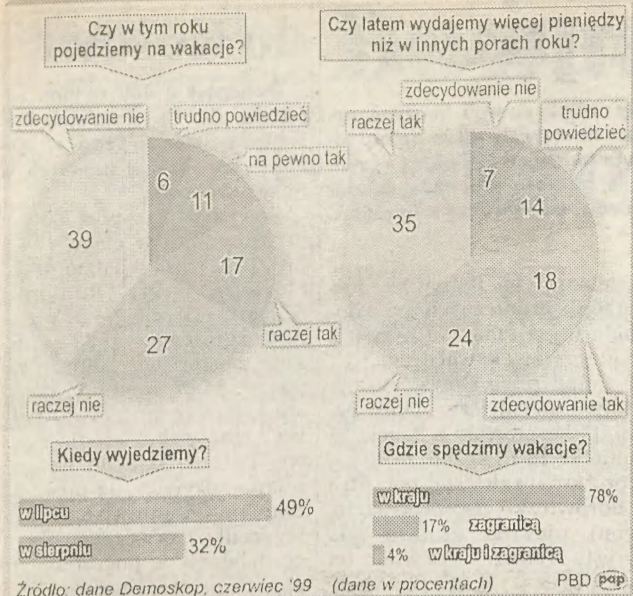 Czy w tym roku
pojedziemy na wakacje?
zdecydowanie nie
trudno powiedzieć
na pewno tak
6
11
39
17
27
raczej tak
raczej nie
Czy latem wydajemy więcej pieniędzy
niż w innych porach roku?
zdecydowanie nie
raczej tak
trudno
powiedzieć
7
14
35
18
24
raczej nie
zdecydowanie tak
Kiedy wyjedziemy?
w lipcu 49%
w sierpniu 32%
Gdzie spędzimy wakacje?
w kraju 78%
17% zagranicą
4% w kraju i zagranicą
Źródło: dane Demoskop, czerwiec '99 (dane w procentach) PBD pap